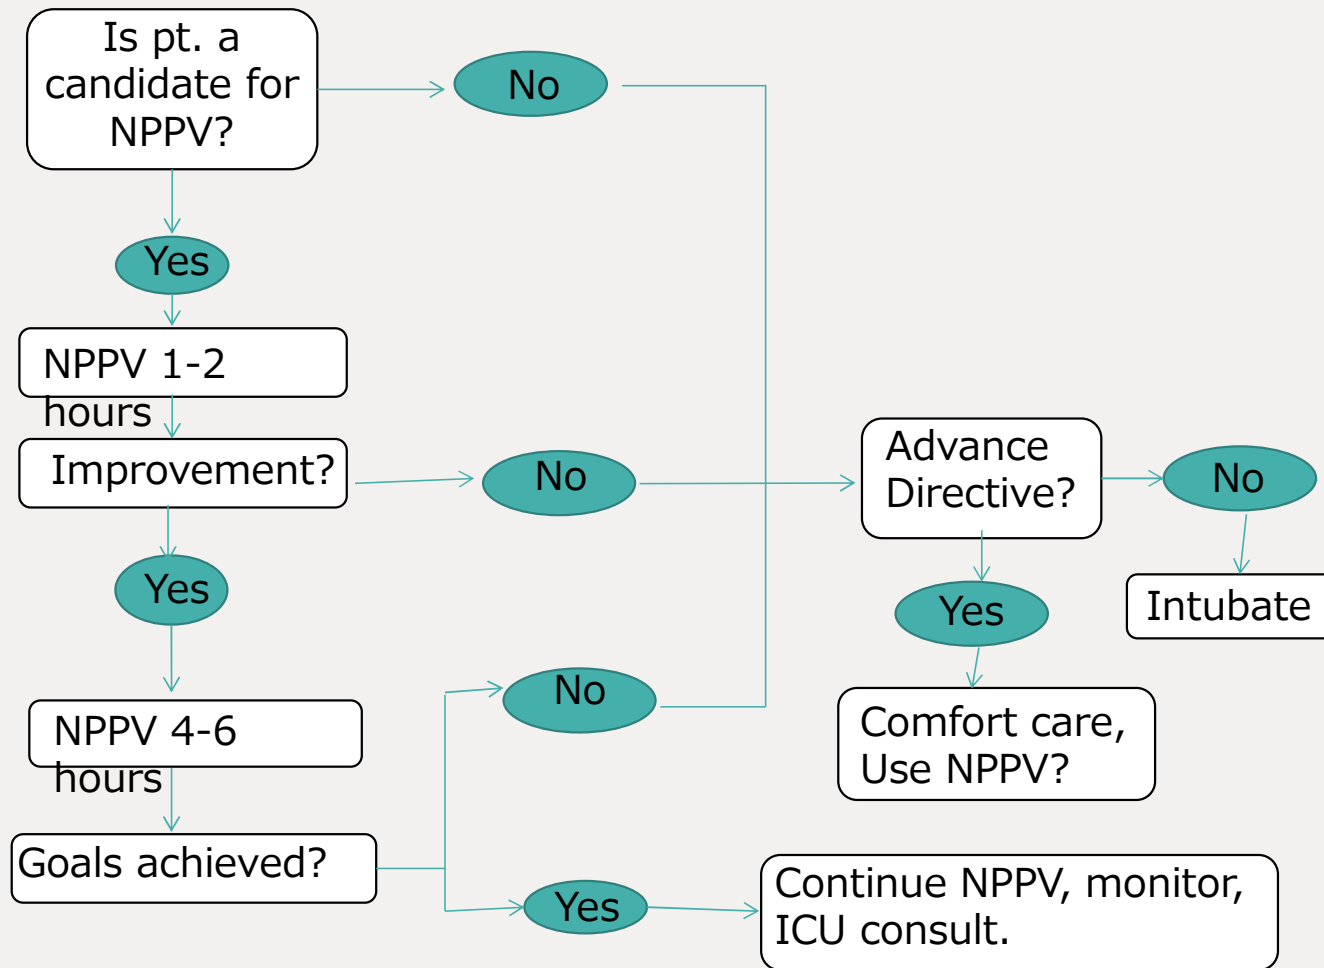 Is pt. a
candidate for
NPPV?
No
Yes
NPPV 1-2
hours
Improvement?
No
Advance
Directive?
No
Yes
Yes
Intubate
NPPV 4-6
hours
No
Comfort care,
Use NPPV?
Goals achieved?
Yes
Continue NPPV, monitor,
ICU consult.